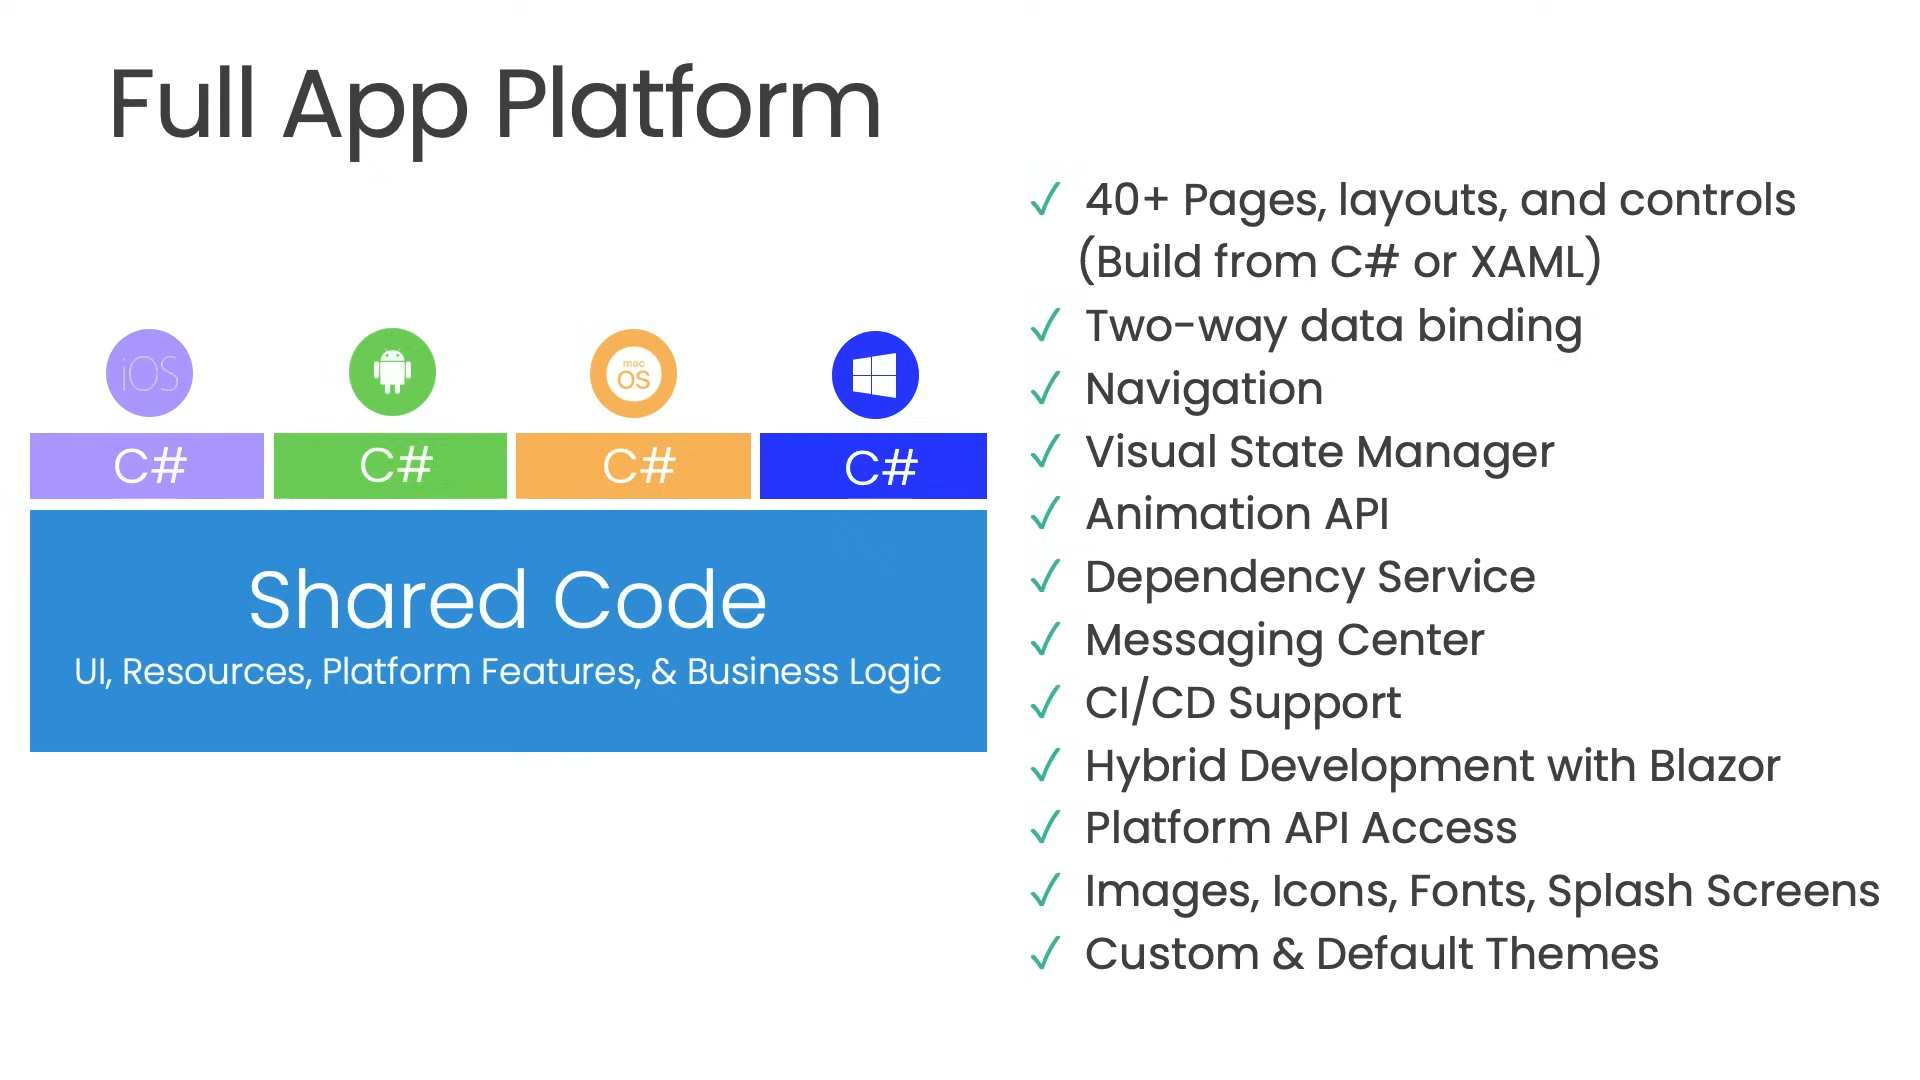 Full App Platform
iOS
mac
OS
C#
C#
C#
C#
Shared Code
UI, Resources, Platform Features, & Business Logic
✓ 40+ Pages, layouts, and controls
(Build from C# or XAML)
✓ Two-way data binding
✓ Navigation
✓ Visual State Manager
✓ Animation API
✓ Dependency Service
✓ Messaging Center
✓ CI/CD Support
✓ Hybrid Development with Blazor
✓ Platform API Access
✓ Images, Icons, Fonts, Splash Screens
✓ Custom & Default Themes